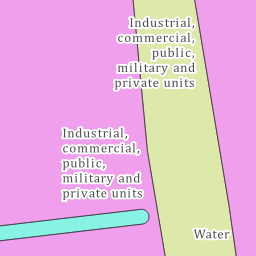 Industrial,
commercial,
public,
military and
private units
Industrial,
commercial,
public,
military and
private units
Water